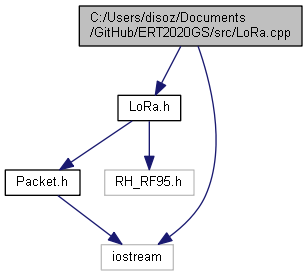 C:/Users/disoz/Documents
/GitHub/ERT2020GS/src/LoRa.cpp
LoRa.h
Packet.h
RH_RF95.h
iostream